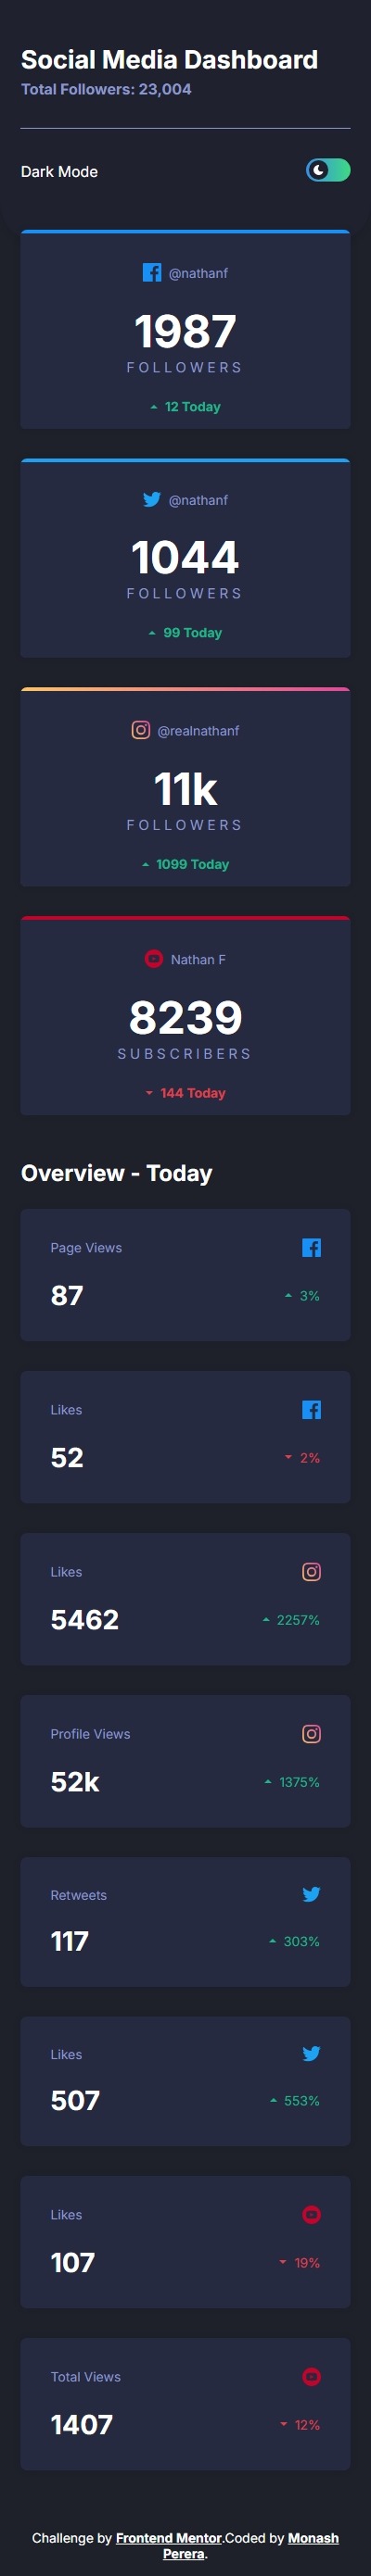 Social Media Dashboard
Total Followers: 23,004
Dark Mode
@nathanf
1987
FOLLOWERS
12 Today
@nathanf
1044
FOLLOWERS
99 Today
@realnathanf
11k
FOLLOWERS
1099 Today
Nathan F
8239
SUBSCRIBERS
144 Today
Overview - Today
Page Views
87
3%
Likes
52
2%
Likes
5462
2257%
Profile Views
52k
1375%
Retweets
117
303%
Likes
507
553%
Likes
107
19%
Total Views
1407
12%
Challenge by Frontend Mentor.Coded by Monash
Perera.